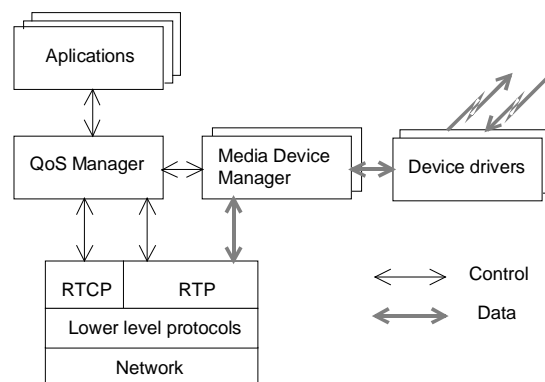 Aplications
QoS Manager
Media Device
Manager
Device drivers
RTCP
RTP
Lower level protocols
Network
Control
Data